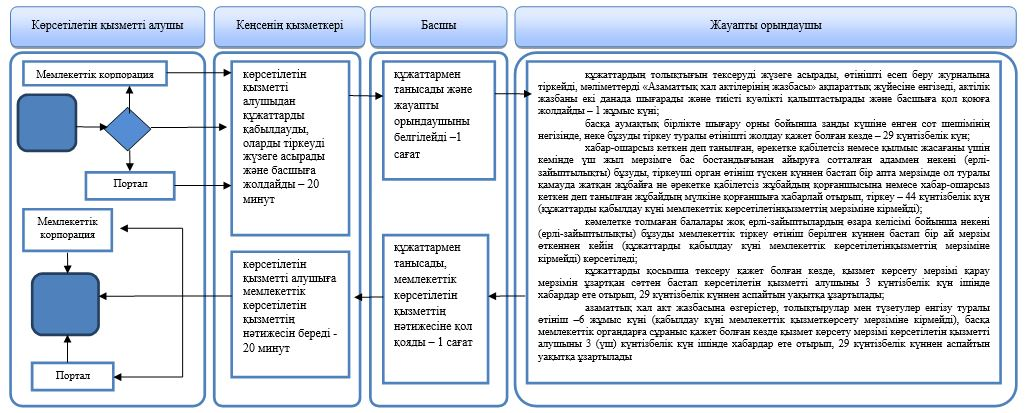 Көрсетілетін қызметті алушы
Кеңсенің қызметкері
Басшы
Жауапты орындаушы
Мемлекеттік корпорация
Портал
Мемлекеттік
корпорация
Портал
көрсетілетін
қызметті
алушыдан
құжаттарды
қабылдауды,
оларды тіркеуді
жүзеге асырады
және басшыға
жолдайды – 20
минут
көрсетілетін
қызметті алушыға
мемлекеттік
көрсетілетін
қызметтің
нәтижесін береді -
20 минут
құжаттармен
танысады және
жауапты
орындаушыны
белгілейді –1
сағат
құжаттармен
танысады,
мемлекеттік
көрсетілетін
қызметтің
нәтижесіне қол
қояды – 1 сағат
құжаттардың толықтығын тексеруді жүзеге асырады, өтінішті есеп беру журналына
тіркейді, мәліметтерді «Азаматтық хал актілерінің жазбасы» ақпараттық жүйесіне енгізеді, актілік
жазбаны екі данада шығарады және тиісті куәлікті қалыптастырады және басшыға қол қоюға
жолдайды – 1 жұмыс күні;
басқа аумақтық бірлікте шығару орны бойынша заңды күшіне енген сот шешімінің
негізінде, неке бұзуды тіркеу туралы өтінішті жолдау қажет болған кезде – 29 күнтізбелік күн;
хабар-ошарсыз кеткен деп танылған, әрекетке қабілетсіз немесе қылмыс жасағаны үшін
кемінде үш жыл мерзімге бас бостандығынан айыруға сотталған адаммен некені (ерлі-
зайыптылықты) бұзуды, тіркеуші орган өтініш түскен күннен бастап бір апта мерзімде ол туралы
қамауда жатқан жұбайға не әрекетке қабілетсіз жұбайдың қорғаншысына немесе хабар-ошарсыз
кеткен деп танылған жұбайдың мүлкіне қорғаншыға хабарлай отырып, тіркеу – 44 күнтізбелік күн
(құжаттарды қабылдау күні мемлекеттік көрсетілетінқызметтің мерзіміне кірмейді);
кәмелетке толмаған балалары жоқ ерлі-зайыптылардың өзара келісімі бойынша некені
(ерлі-зайыптылықты) бұзуды мемлекеттік тіркеу өтініш берілген күннен бастап бір ай мерзім
өткеннен кейін (құжаттарды қабылдау күні мемлекеттік көрсетілетінқызметтің мерзіміне
кірмейді) көрсетіледі;
құжаттарды қосымша тексеру қажет болған кезде, қызмет көрсету мерзімі қарау
мерзімін ұзартқан сәттен бастап көрсетілетін қызметті алушыны 3 күнтізбелік күн ішінде
хабардар ете отырып, 29 күнтізбелік күннен аспайтын уақытқа ұзартылады;
азаматтық хал акт жазбасына өзгерістер, толықтырулар мен түзетулер енгізу туралы
өтініш –6 жұмыс күні (қабылдау күні мемлекеттік қызметкөрсету мерзіміне кірмейді), басқа
мемлекеттік органдарға сұраныс қажет болған кезде қызмет көрсету мерзімі көрсетілетін қызметті
алушыны 3 (үш) күнтізбелік күн ішінде хабардар ете отырып, 29 күнтізбелік күннен аспайтын
уақытқа ұзартылады